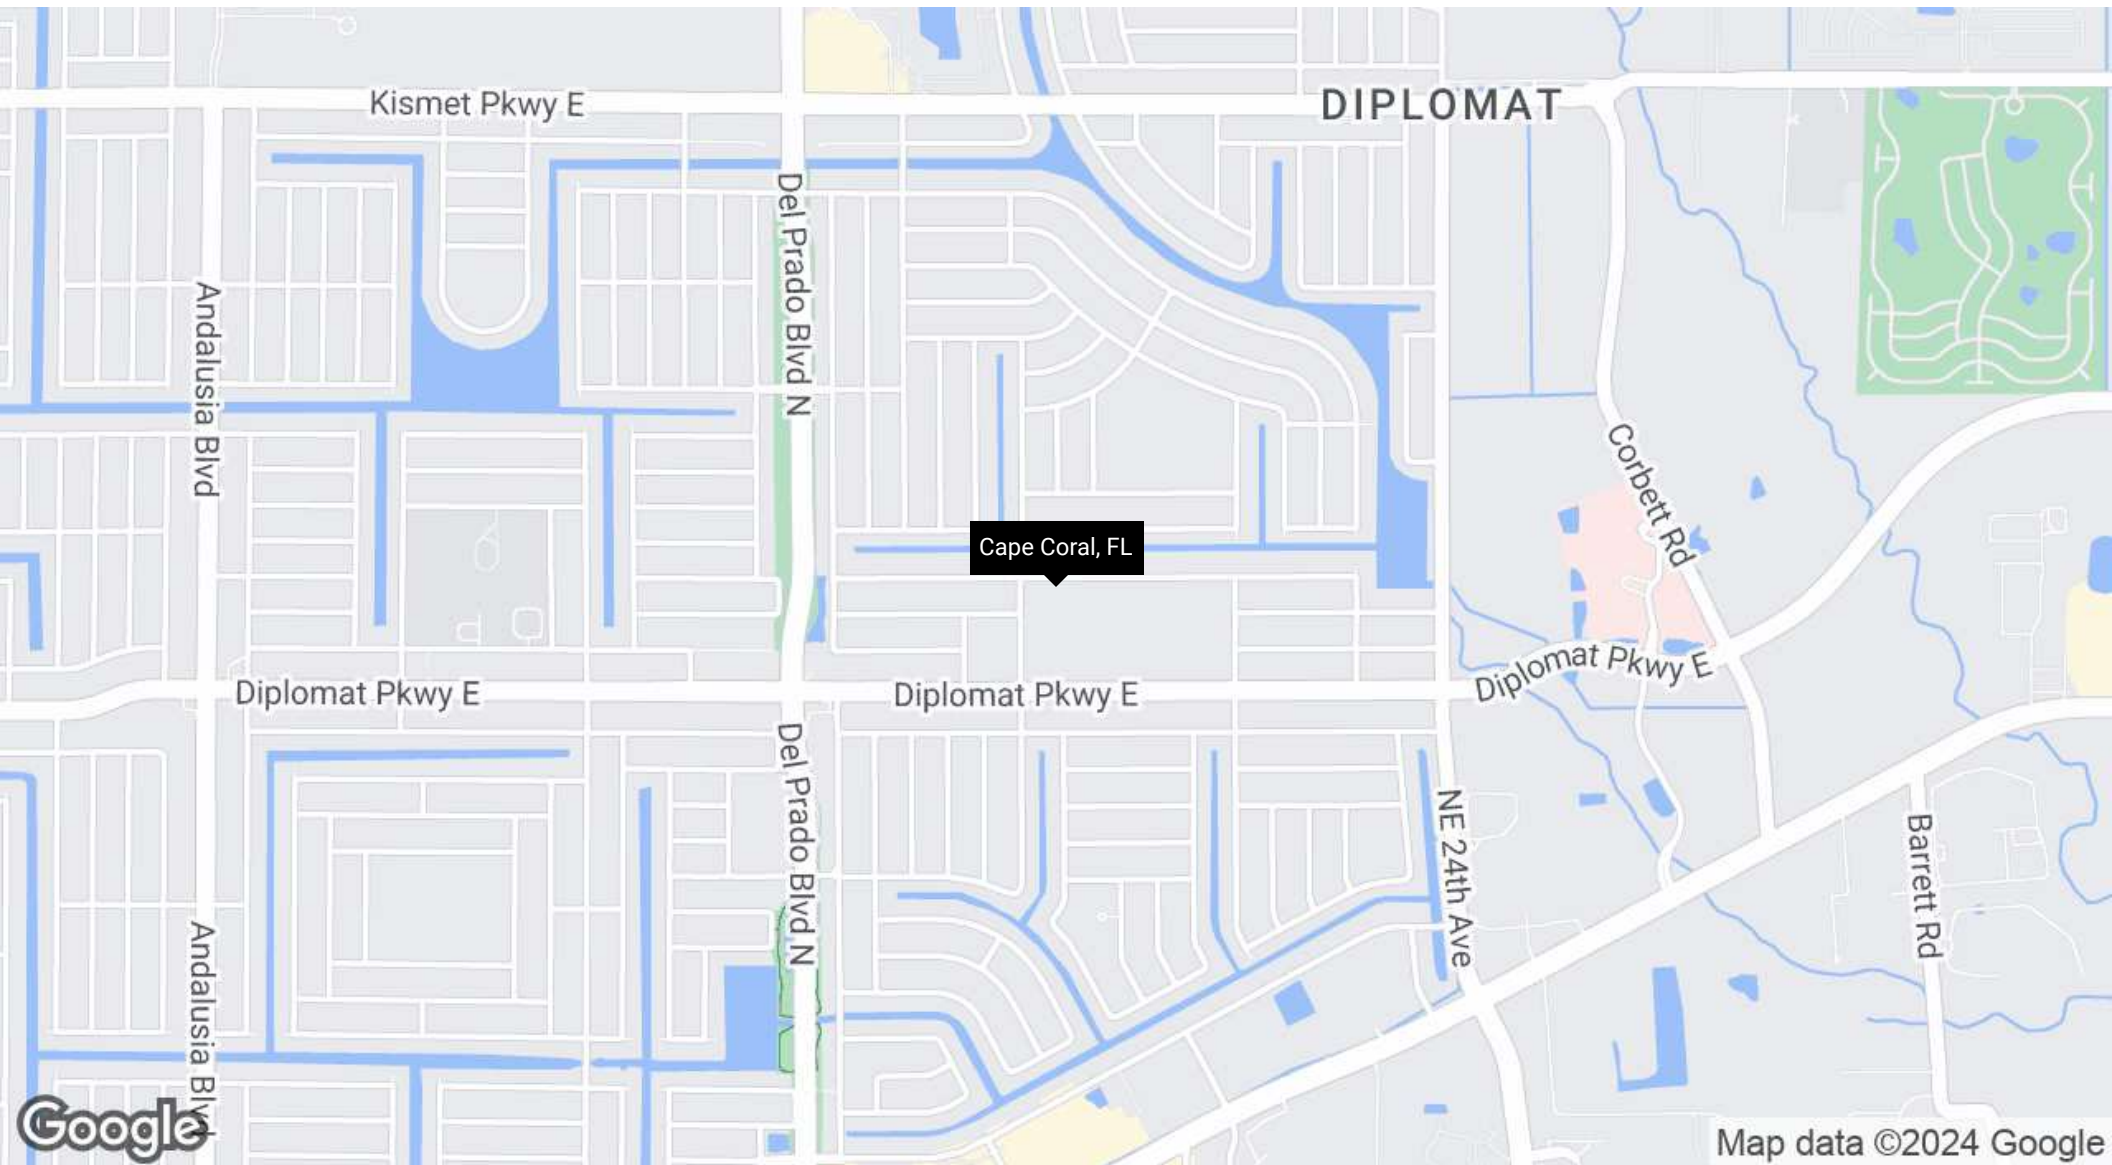 Kismet Pkwy E
DIPLOMAT
Del Prado Blvd N
Andalusia Blvd
Corbett Rd
Cape Coral, FL
Diplomat Pkwy E
Diplomat Pkwy E
Diplomat Pkwy E
Del Prado Blvd N
NE 24th Ave
Barrett Rd
Andalusia Blvd
Google
Map data ©2024 Google